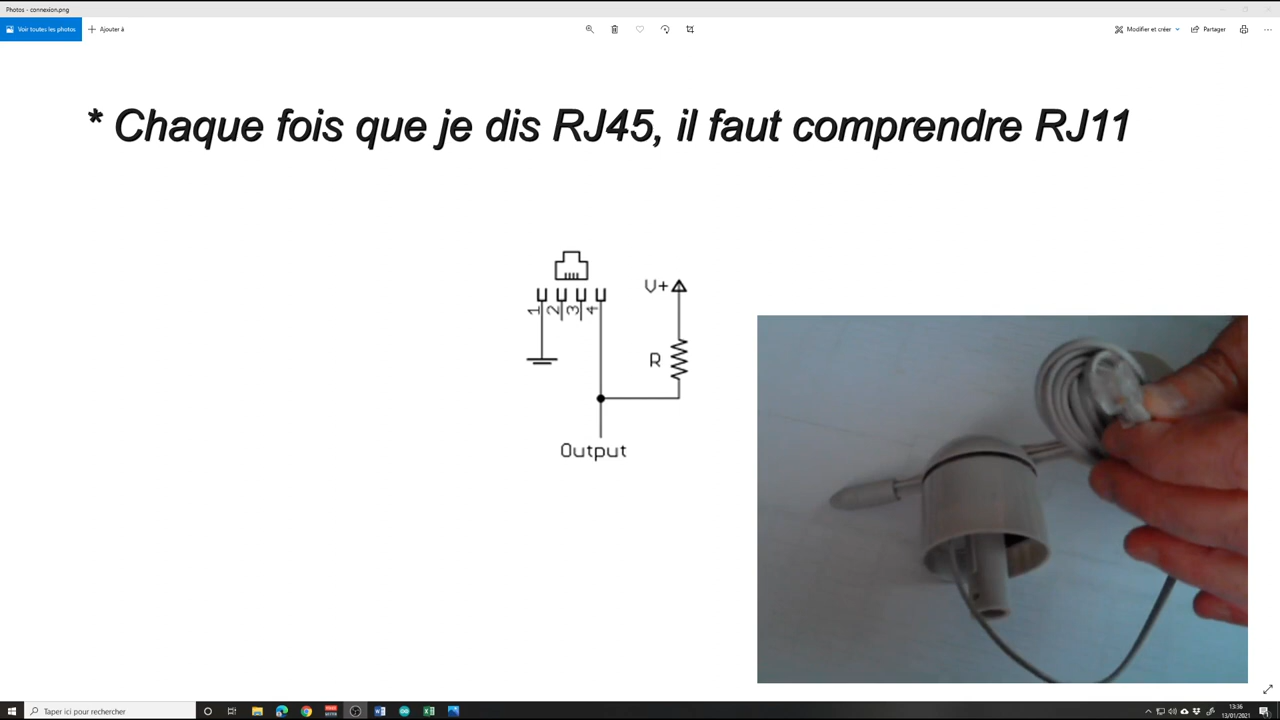 Photos - connexion.png
Voir toutes les photos
Ajouter à
Modifier et créer
Partager
* Chaque fois que je dis RJ45, il faut comprendre RJ11
V+
1 2 3 4
R
Output
Taper ici pour rechercher
13:36
13/01/2021